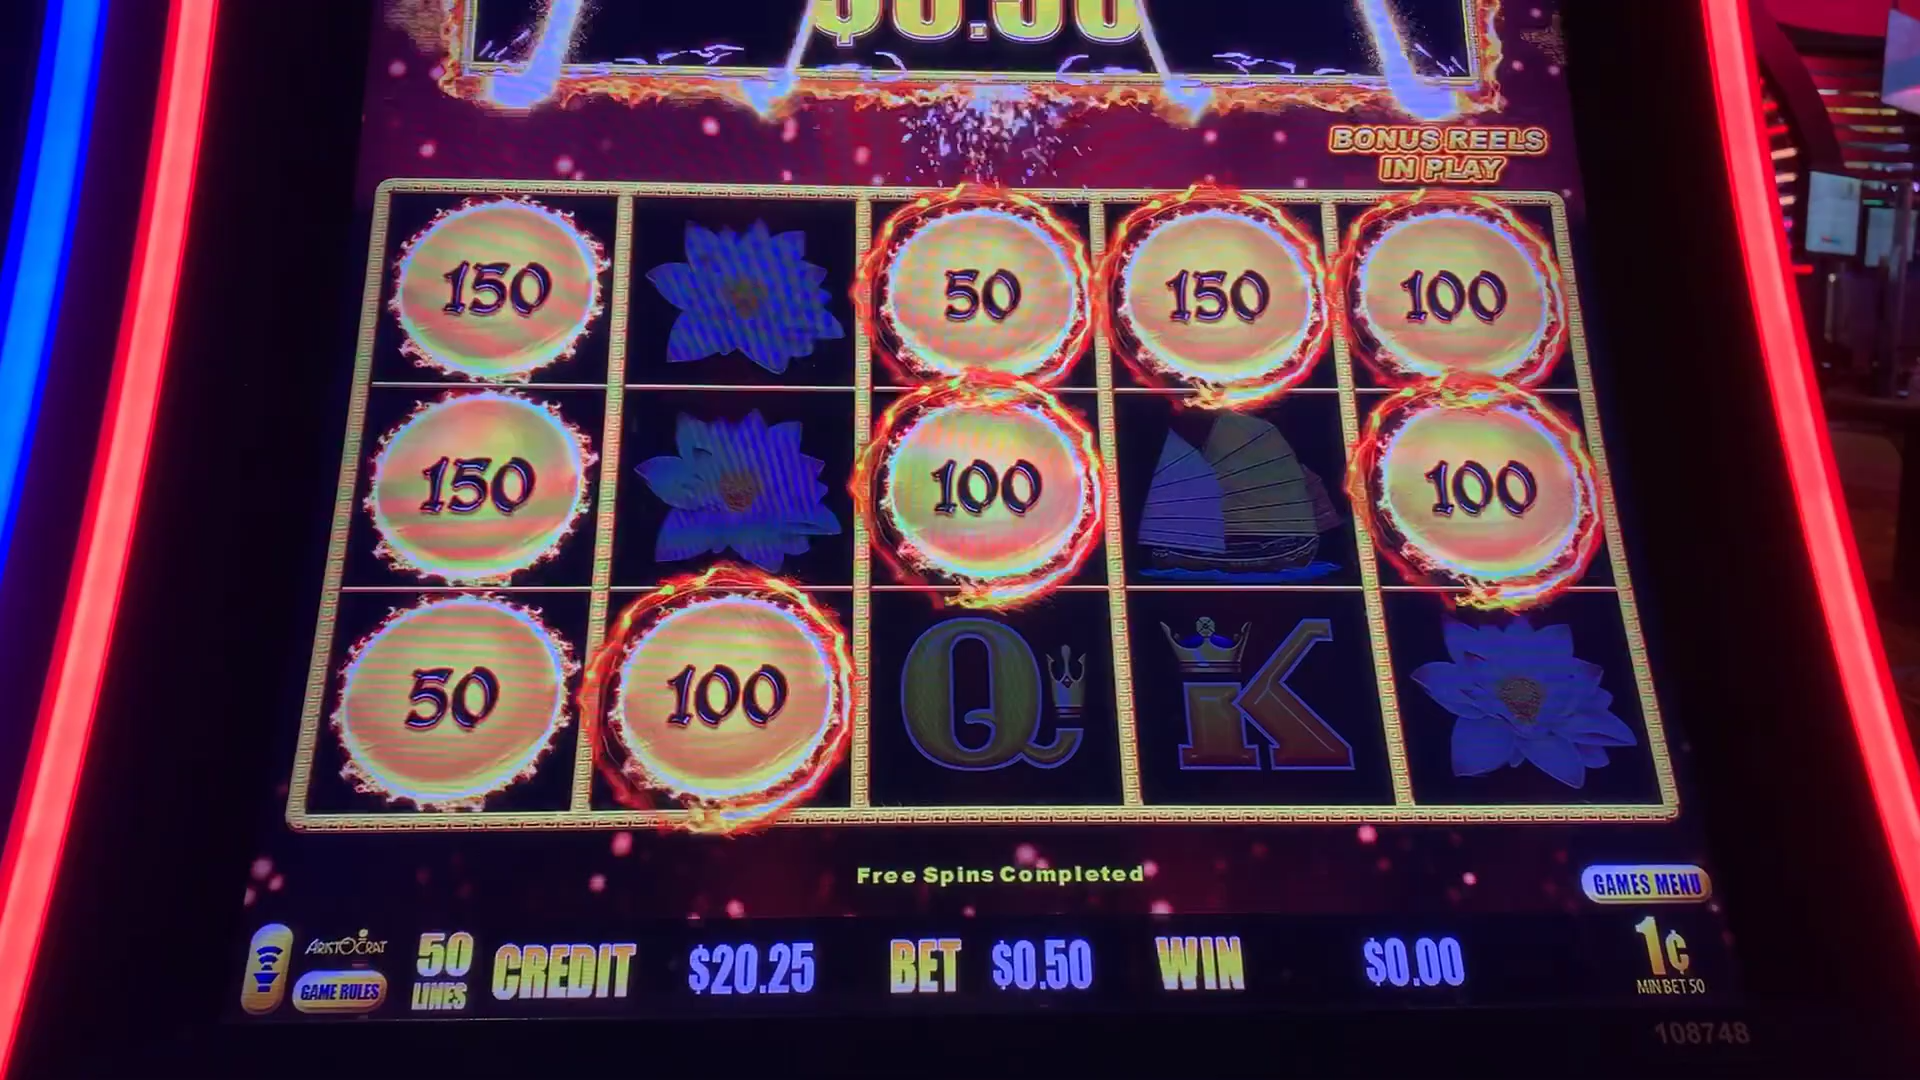 BONUS REELS
IN PLAY
150 50 150 100
150 100 100
50 100 Q K
Free Spins Completed
GAMES MENU
ARISTOCRAT
GAME RULES
50
LINES
CREDIT $20.25 BET $0.50 WIN $0.00
1¢
MIN BET 50
108748